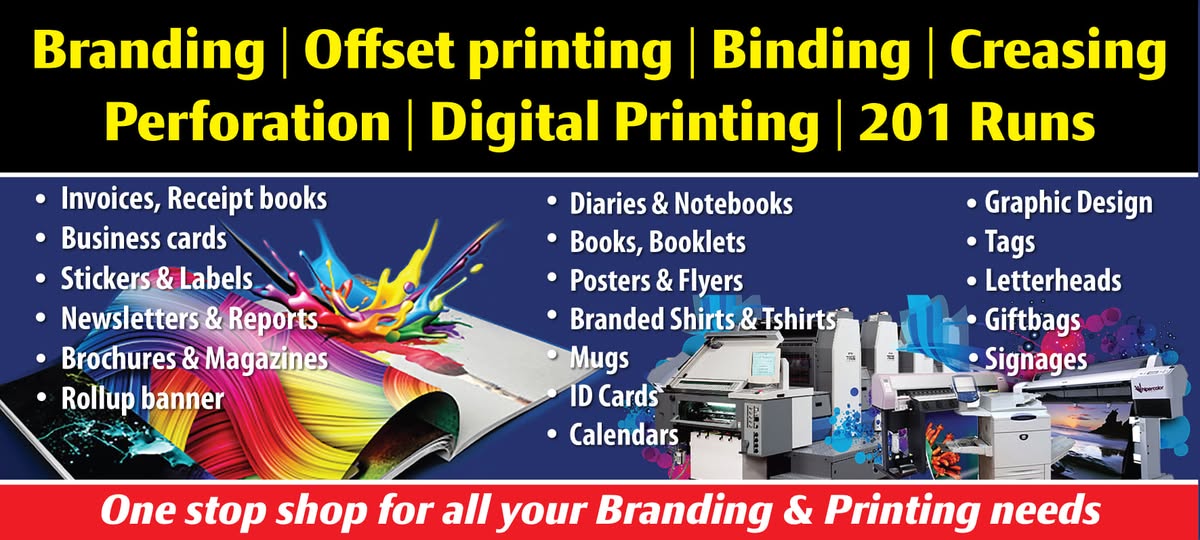 Branding | Offset printing | Binding | Creasing
Perforation | Digital Printing | 201 Runs
• Invoices, Receipt books
• Business cards
• Stickers & Labels
• Newsletters & Reports
• Brochures & Magazines
• Rollup banner
• Diaries & Notebooks
• Books, Booklets
• Posters & Flyers
• Branded Shirts & Tshirts
• Mugs
• ID Cards
• Calendars
• Graphic Design
• Tags
• Letterheads
• Giftbags
• Signages
One stop shop for all your Branding & Printing needs